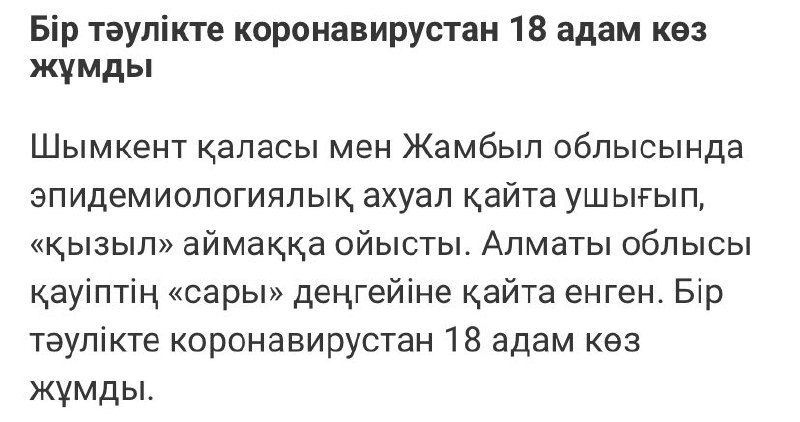 Бір тәулікте коронавирустан 18 адам көз
жұмды
Шымкент қаласы мен Жамбыл облысында
эпидемиологиялық ахуал қайта ушығып,
«қызыл» аймаққа ойысты. Алматы облысы
қауіптің «сары» деңгейіне қайта енген. Бір
тәулікте коронавирустан 18 адам көз
жұмды.